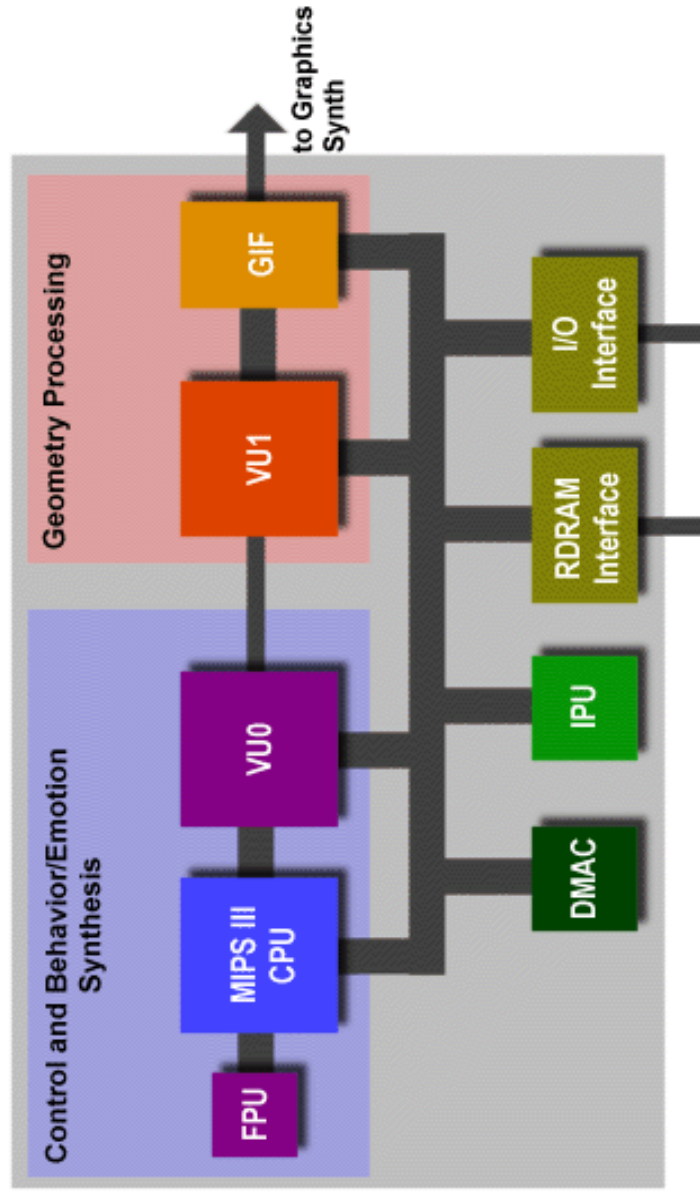 Control and Behavior/Emotion
Synthesis
Geometry Processing
FPU
MIPS III
CPU
VU0
VU1
GIF
to Graphics
Synth
DMAC
IPU
RDRAM
Interface
I/O
Interface